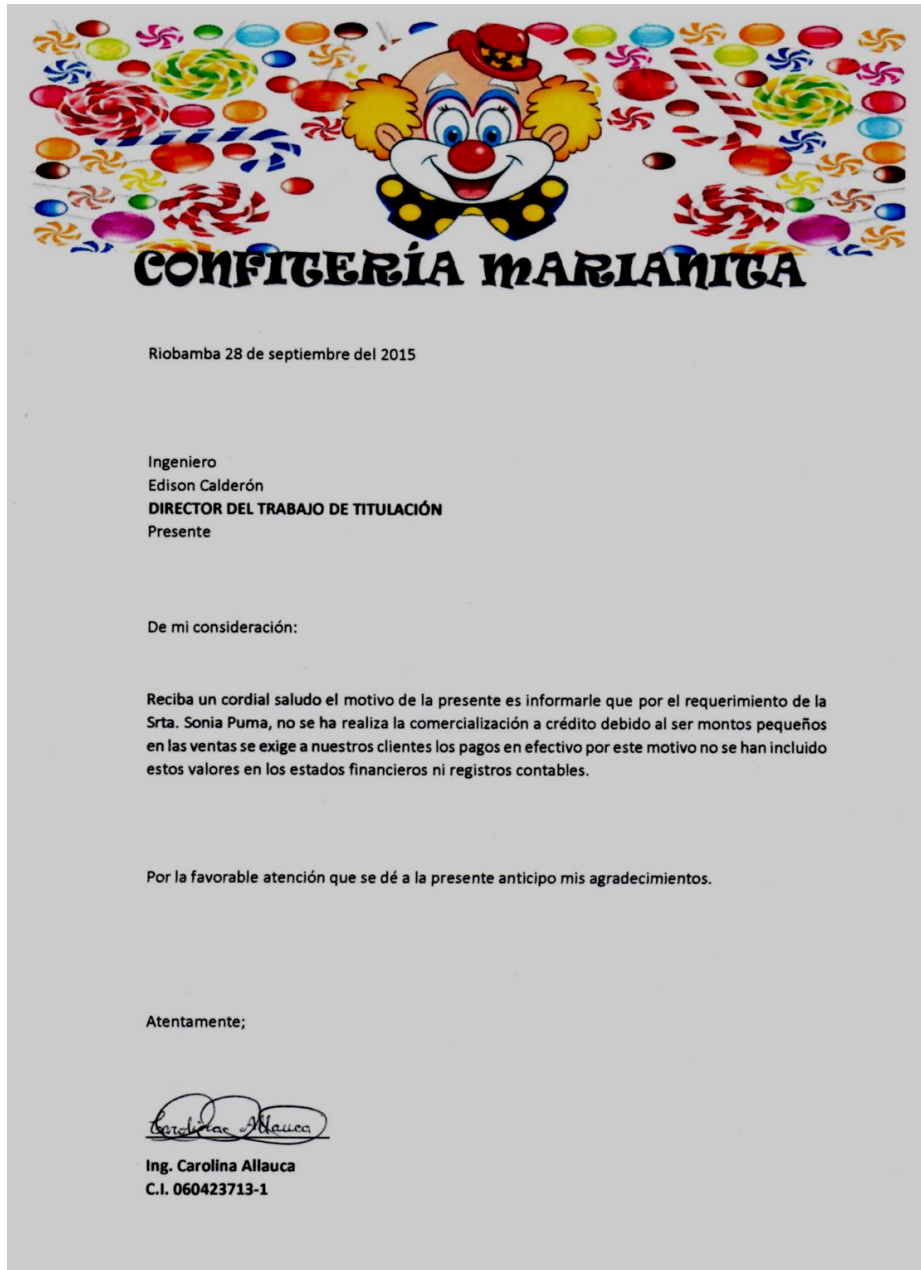 CONFITERÍA MARIANITA
Riobamba 28 de septiembre del 2015
Ingeniero
Edison Calderón
DIRECTOR DEL TRABAJO DE TITULACIÓN
Presente
De mi consideración:
Reciba un cordial saludo el motivo de la presente es informarle que por el requerimiento de la
Srta. Sonia Puma, no se ha realiza la comercialización a crédito debido al ser montos pequeños
en las ventas se exige a nuestros clientes los pagos en efectivo por este motivo no se han incluido
estos valores en los estados financieros ni registros contables.
Por la favorable atención que se dé a la presente anticipo mis agradecimientos.
Atentamente;
Carolina Allauca
Ing. Carolina Allauca
C.I. 060423713-1